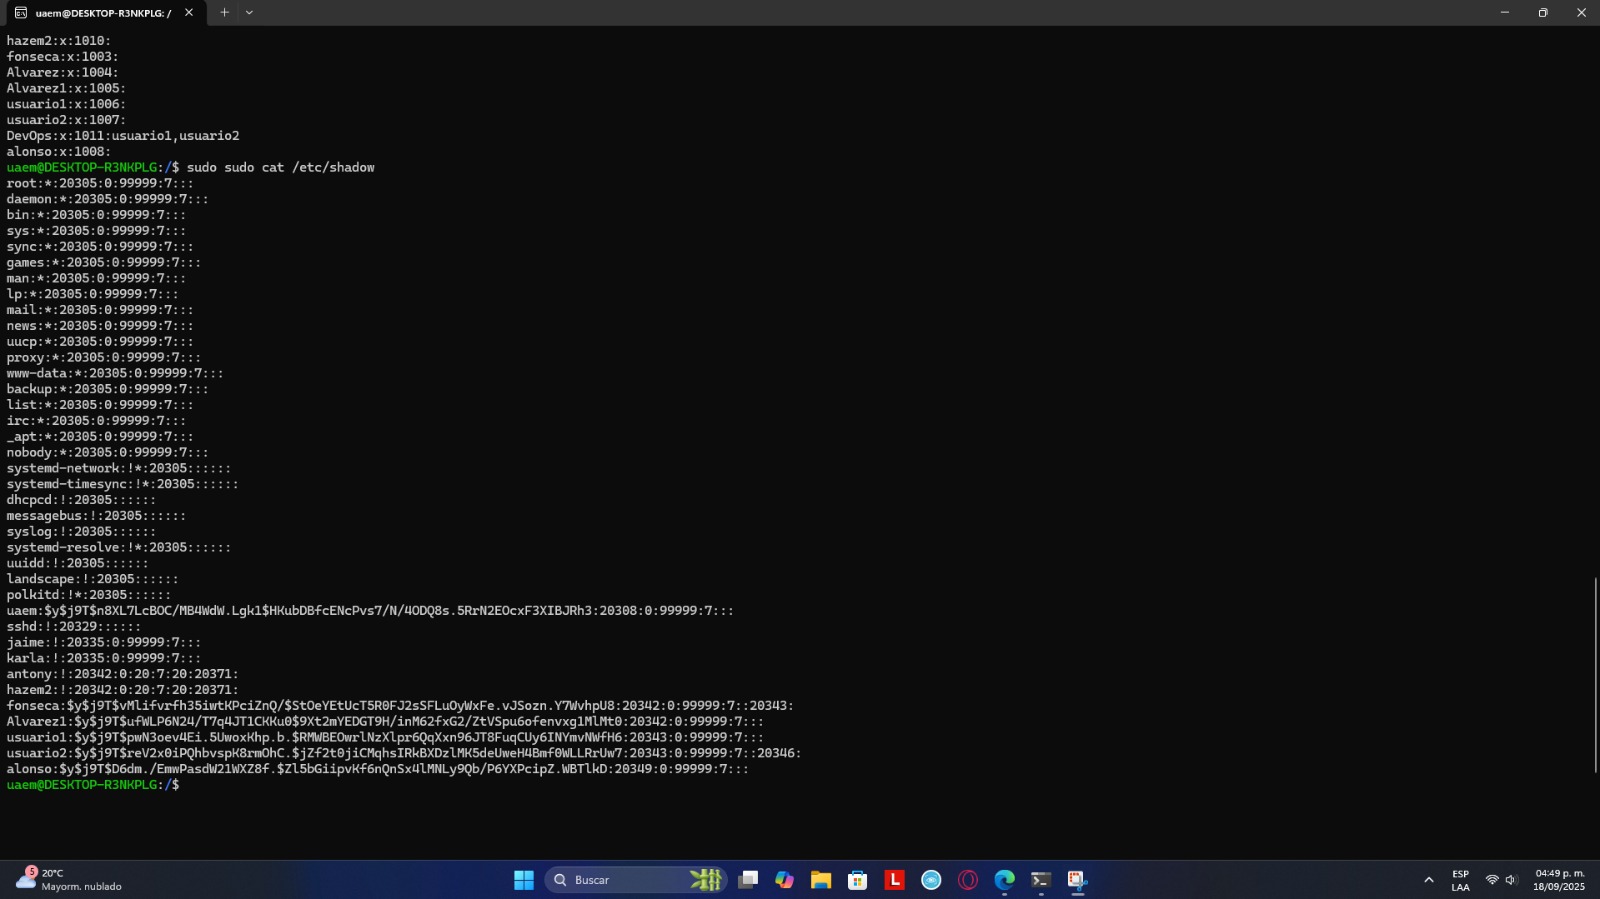 uaem@DESKTOP-R3NKPLG: /
hazem2:x:1010:
fonseca:x:1003:
Alvarez:x:1004:
Alvarez1:x:1005:
usuario1:x:1006:
usuario2:x:1007:
DevOps:x:1011:usuario1,usuario2
alonso:x:1008:
uaem@DESKTOP-R3NKPLG:/$ sudo sudo cat /etc/shadow
root:*:20305:0:99999:7:::
daemon:*:20305:0:99999:7:::
bin:*:20305:0:99999:7:::
sys:*:20305:0:99999:7:::
sync:*:20305:0:99999:7:::
games:*:20305:0:99999:7:::
man:*:20305:0:99999:7:::
lp:*:20305:0:99999:7:::
mail:*:20305:0:99999:7:::
news:*:20305:0:99999:7:::
uucp:*:20305:0:99999:7:::
proxy:*:20305:0:99999:7:::
www-data:*:20305:0:99999:7:::
backup:*:20305:0:99999:7:::
list:*:20305:0:99999:7:::
irc:*:20305:0:99999:7:::
_apt:*:20305:0:99999:7:::
nobody:*:20305:0:99999:7:::
systemd-network:!*:20305::::::
systemd-timesync:!*:20305::::::
dhcpcd:!:20305::::::
messagebus:!:20305::::::
syslog:!:20305::::::
systemd-resolve:!*:20305::::::
uuidd:!:20305::::::
landscape:!:20305::::::
polkitd:!*:20305::::::
uaem:$y$j9T$n8XL7LcBOC/MB4WdW.Lgk1$HKubDBfcENcPvs7/N/4ODQ8s.5RrN2EOcxF3XIBJRh3:20308:0:99999:7:::
sshd:!:20329::::::
jaime:!:20335:0:99999:7:::
karla:!:20335:0:99999:7:::
antony:!:20342:0:20:7:20:20371:
hazem2:!:20342:0:20:7:20:20371:
fonseca:$y$j9T$vMlifvrfh35iwtKPciZnQ/$StOeYEtUcT5R0FJ2sSFLuOyWxFe.vJSozn.Y7WvhpU8:20342:0:99999:7::20343:
Alvarez1:$y$j9T$ufWLP6N24/T7q4JT1CKKu0$9Xt2mYEDGT9H/inM62fxG2/ZtVSpu6ofenvxg1MlMt0:20342:0:99999:7:::
usuario1:$y$j9T$pwN3oev4Ei.5UwoxKhp.b.$RMWBEOwrlNzXlpr6QqXxn96JT8FuqCUy6INYmvNWfH6:20343:0:99999:7:::
usuario2:$y$j9T$reV2x0iPQhbvspK8rmOhC.$jZf2t0jiCMqhsIRkBXDzlMK5deUweH4Bmf0WLLRrUw7:20343:0:99999:7::20346:
alonso:$y$j9T$D6dm./EmwPasdW21WXZ8f.$Zl5bGiipvKf6nQnSx4lMNLy9Qb/P6YXPcipZ.WBTlkD:20349:0:99999:7:::
uaem@DESKTOP-R3NKPLG:/$
5
20°C
Mayorm. nublado
Buscar
L
ESP
LAA
04:49 p. m.
18/09/2025